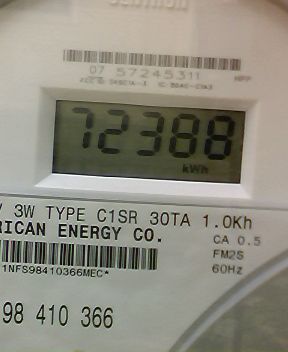 CENTRON
07 57245311
72388
kWh
V 3W TYPE C1SR 30TA 1.0Kh
RICAN ENERGY CO.
CA 0.5
FM2S
60Hz
1NFS98410366MEC*
98 410 366